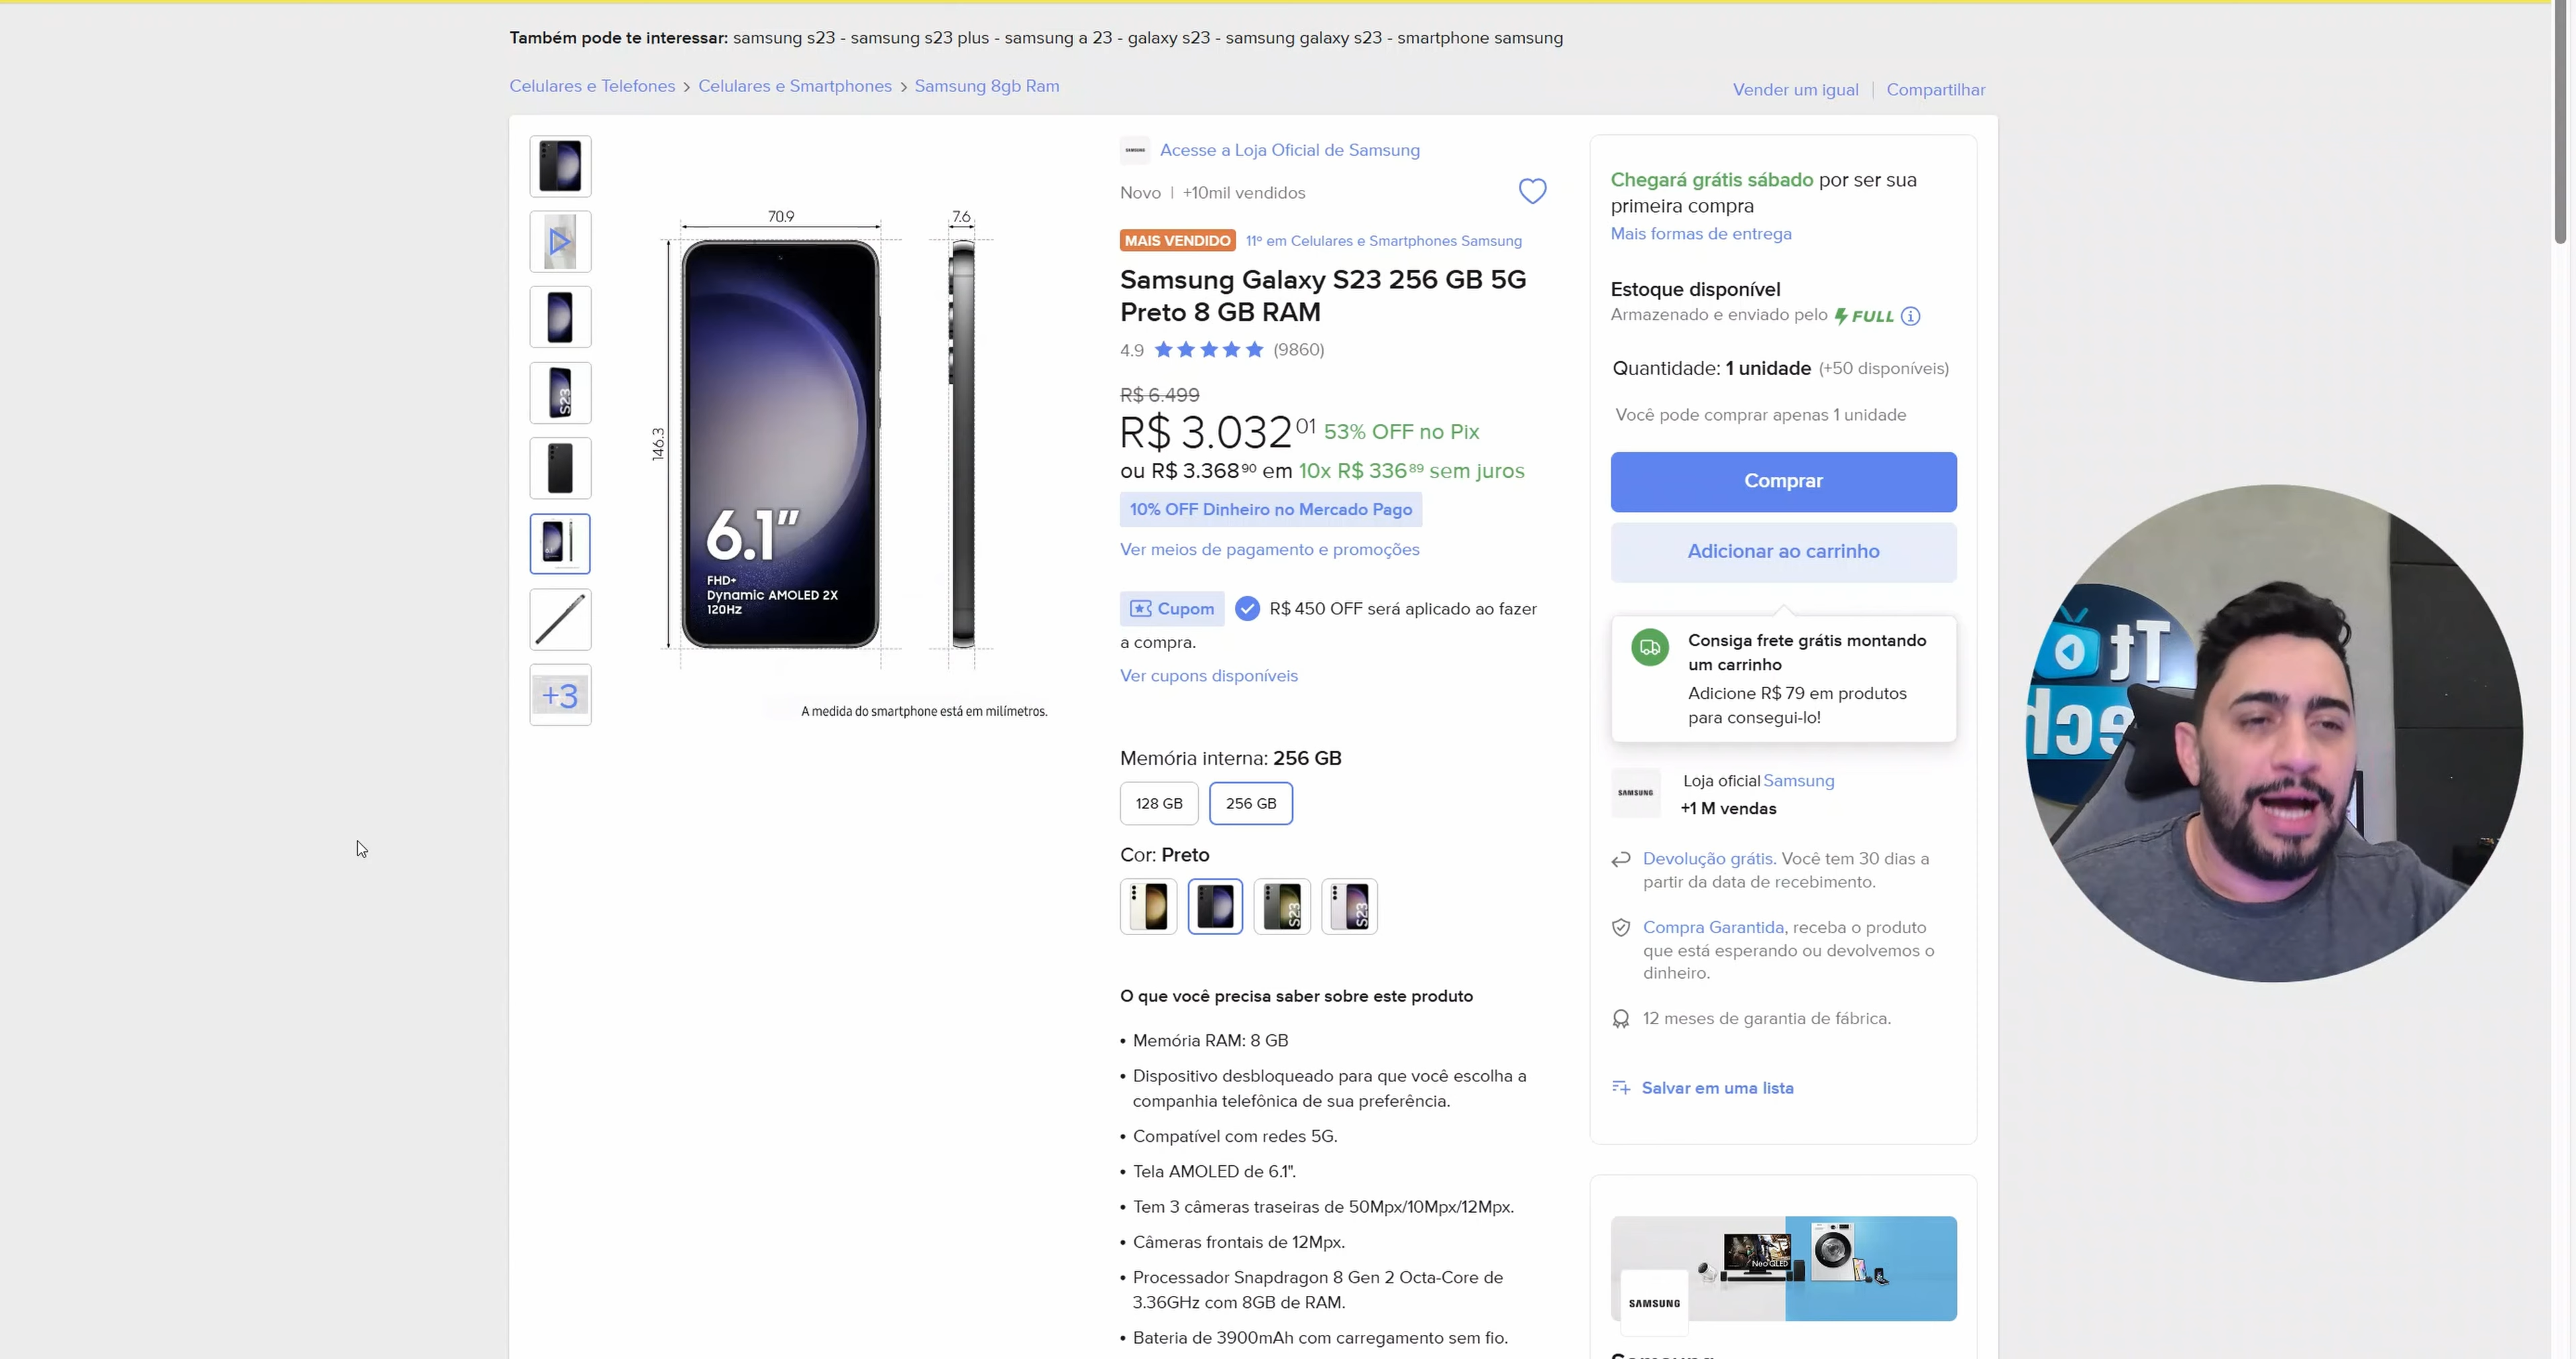 Também pode te interessar: samsung s23 - samsung s23 plus - samsung a 23 - galaxy s23 - samsung galaxy s23 - smartphone samsung
Celulares e Telefones > Celulares e Smartphones > Samsung 8gb Ram
Vender um igual | Compartilhar
S23
+3
70.9
7.6
146.3
6.1"
FHD+
Dynamic AMOLED 2X
120Hz
A medida do smartphone está em milímetros.
SAMSUNG
Acesse a Loja Oficial de Samsung
Novo | +10mil vendidos
MAIS VENDIDO 11º em Celulares e Smartphones Samsung
Samsung Galaxy S23 256 GB 5G
Preto 8 GB RAM
4.9 (9860)
R$ 6.499
R$ 3.032 01 53% OFF no Pix
ou R$ 3.368 90 em 10x R$ 336 89 sem juros
10% OFF Dinheiro no Mercado Pago
Ver meios de pagamento e promoções
Cupom R$ 450 OFF será aplicado ao fazer
a compra.
Ver cupons disponíveis
Memória interna: 256 GB
128 GB
256 GB
Cor: Preto
S23
S23
O que você precisa saber sobre este produto
• Memória RAM: 8 GB
• Dispositivo desbloqueado para que você escolha a
companhia telefônica de sua preferência.
• Compatível com redes 5G.
• Tela AMOLED de 6.1".
• Tem 3 câmeras traseiras de 50Mpx/10Mpx/12Mpx.
• Câmeras frontais de 12Mpx.
• Processador Snapdragon 8 Gen 2 Octa-Core de
3.36GHz com 8GB de RAM.
• Bateria de 3900mAh com carregamento sem fio.
Chegará grátis sábado por ser sua
primeira compra
Mais formas de entrega
Estoque disponível
Armazenado e enviado pelo FULL
Quantidade: 1 unidade (+50 disponíveis)
Você pode comprar apenas 1 unidade
Comprar
Adicionar ao carrinho
Consiga frete grátis montando
um carrinho
Adicione R$ 79 em produtos
para consegui-lo!
SAMSUNG
Loja oficial Samsung
+1 M vendas
Devolução grátis. Você tem 30 dias a
partir da data de recebimento.
Compra Garantida, receba o produto
que está esperando ou devolvemos o
dinheiro.
12 meses de garantia de fábrica.
Salvar em uma lista
Neo QLED
SAMSUNG